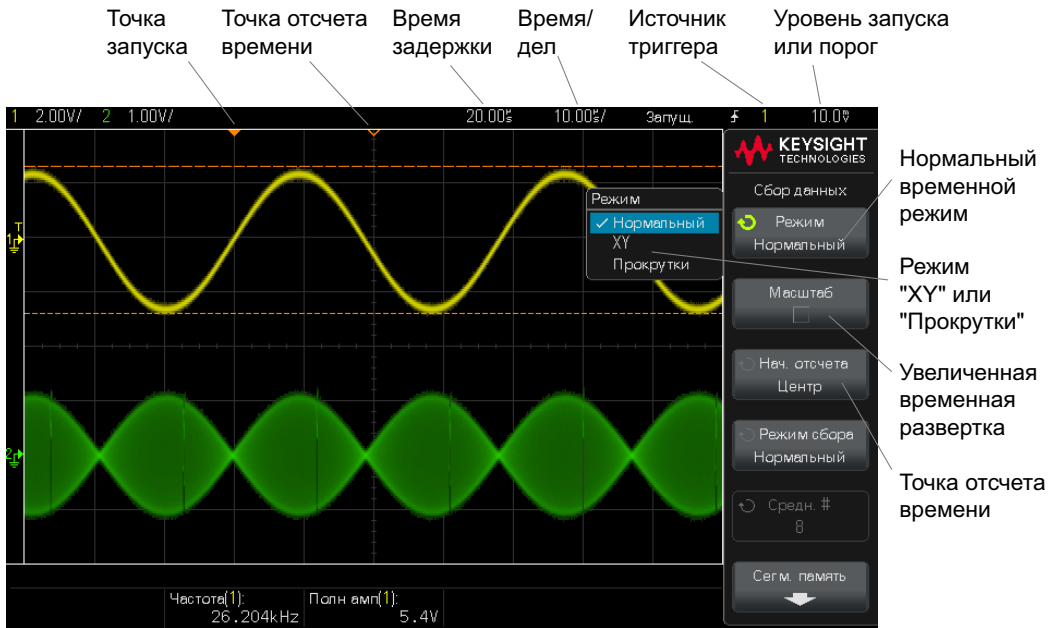 Точка
запуска
Точка отсчета
времени
Время
задержки
Время/
дел
Источник
триггера
Уровень запуска
или порог
1 2.00V/ 2 1.00V/ 20.00s 10.00s/ Запущ. 1 10.0V
KEYSIGHT
TECHNOLOGIES
Сбор данных
Режим
Нормальный
Масштаб
Нач. отсчета
Центр
Режим сбора
Нормальный
Средн. #
8
Сегм. память
Режим
✓ Нормальный
XY
Прокрутки
T
1
2
Частота(1):
26.204kHz
Полн амп(1):
5.4V
Нормальный
временной
режим
Режим
"XY" или
"Прокрутки"
Увеличенная
временная
развертка
Точка отсчета
времени